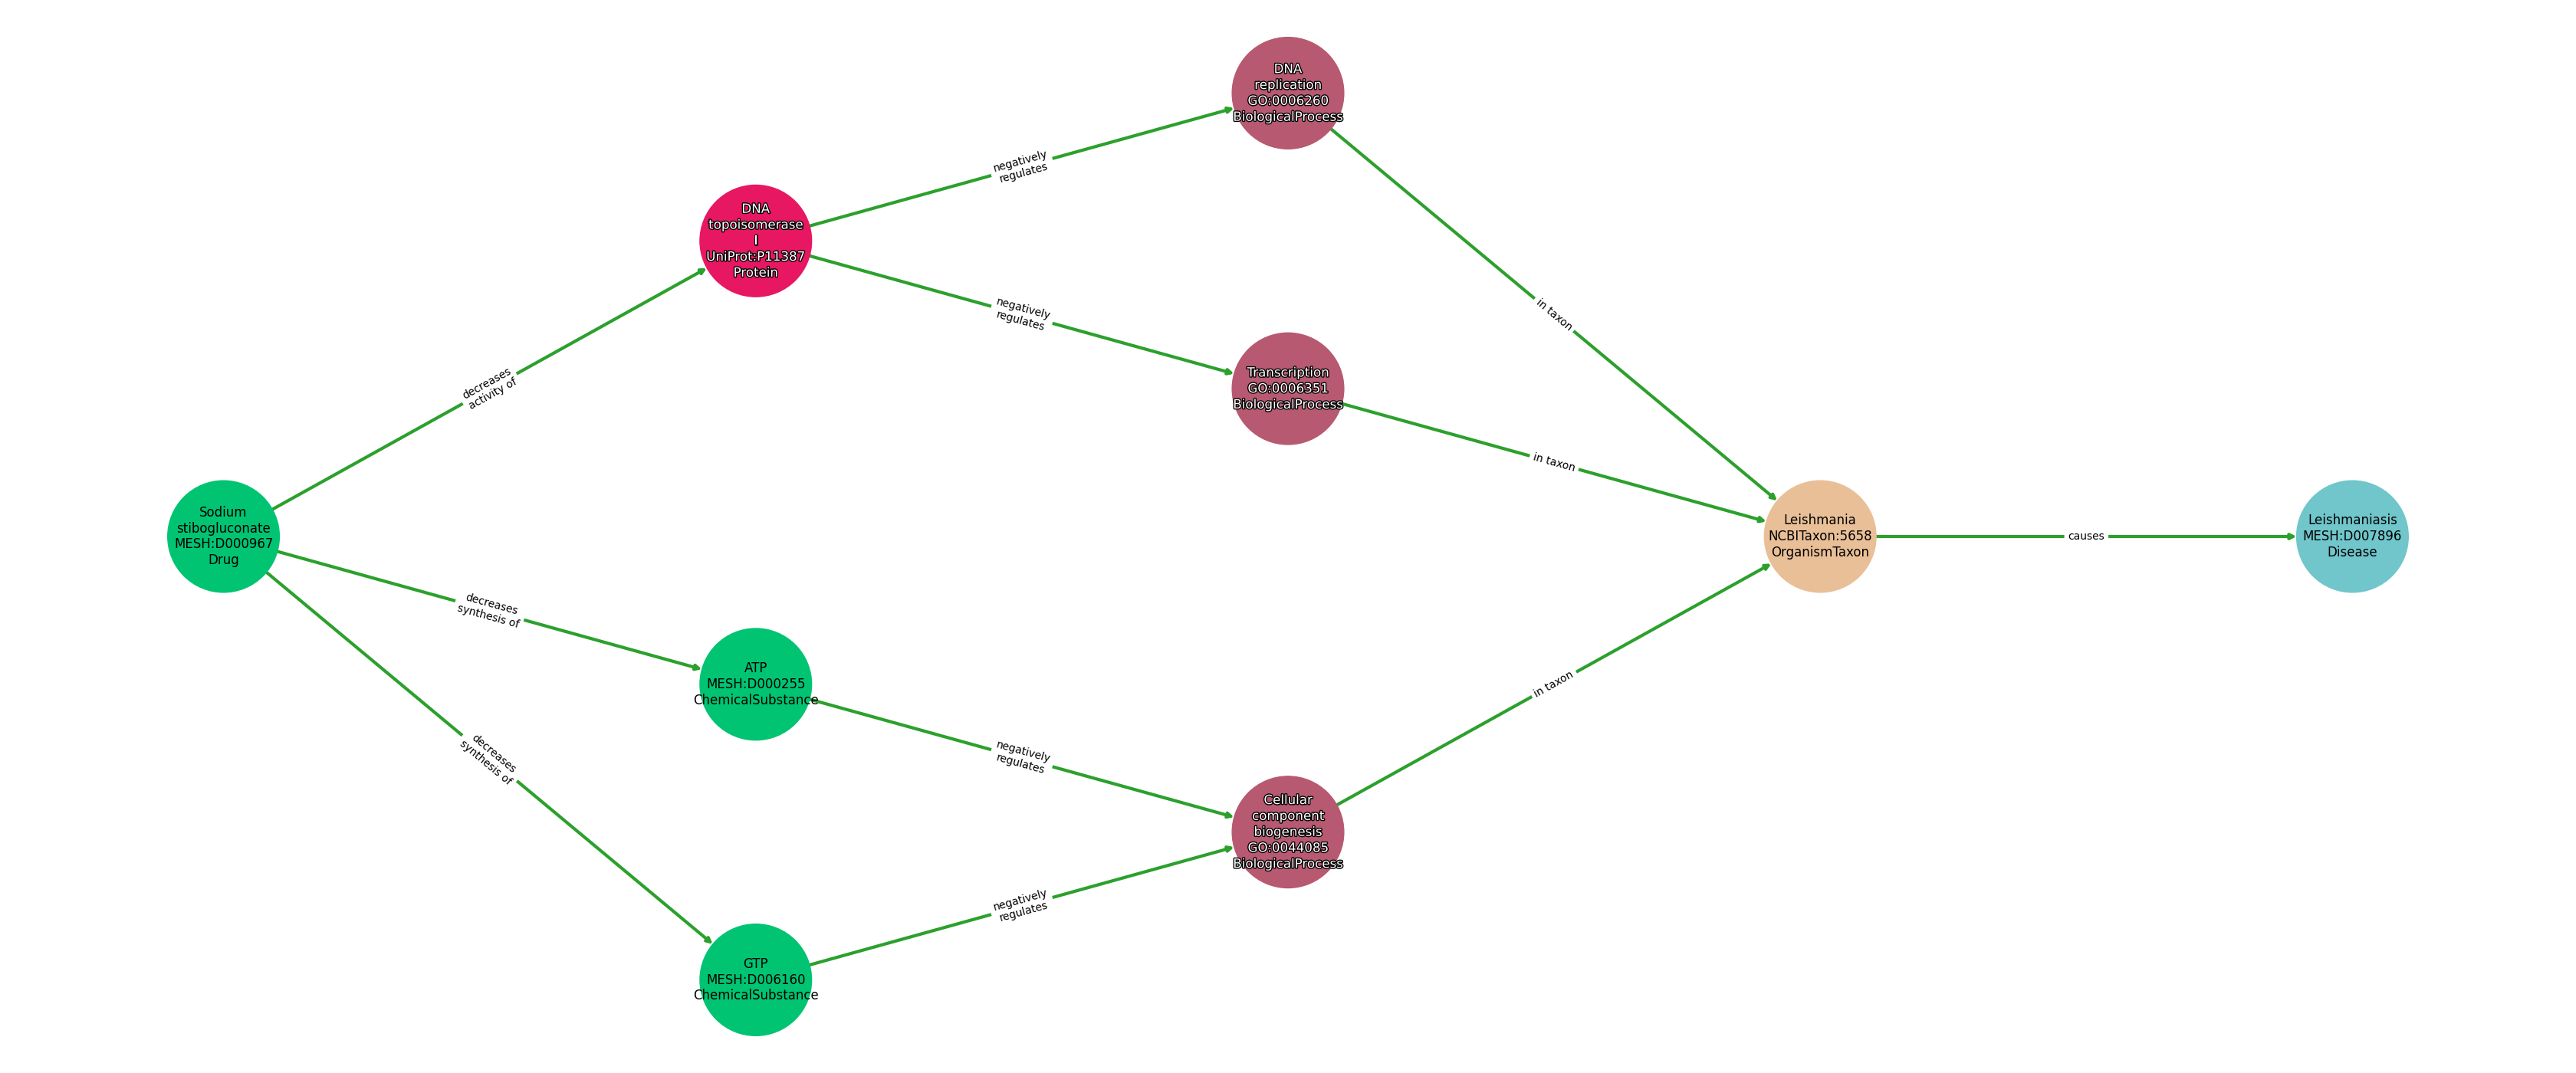 DNA
replication
GO:0006260
BiologicalProcess
negatively
regulates
DNA
topoisomerase
I
UniProt:P11387
Protein
negatively
regulates
in taxon
Transcription
GO:0006351
BiologicalProcess
decreases
activity of
in taxon
Sodium
stibogluconate
MESH:D000967
Drug
Leishmania
NCBITaxon:5658
OrganismTaxon
causes
Leishmaniasis
MESH:D007896
Disease
decreases
synthesis of
ATP
MESH:D000255
ChemicalSubstance
in taxon
decreases
synthesis of
negatively
regulates
Cellular
component
biogenesis
GO:0044085
BiologicalProcess
negatively
regulates
GTP
MESH:D006160
ChemicalSubstance